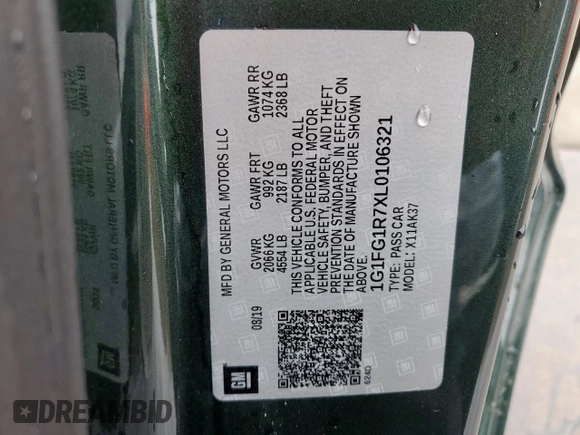 MFD BY GENERAL MOTORS LLC
08/19
GVWR GAWR FRT GAWR RR
2066 KG 992 KG 1074 KG
4554 LB 2187 LB 2368 LB
THIS VEHICLE CONFORMS TO ALL
APPLICABLE U.S. FEDERAL MOTOR
VEHICLE SAFETY, BUMPER, AND THEFT
PREVENTION STANDARDS IN EFFECT ON
THE DATE OF MANUFACTURE SHOWN
ABOVE.
1G1FG1R7XL0106321
TYPE: PASS CAR
MODEL: X11AK37
GM
624D
DREAMBID